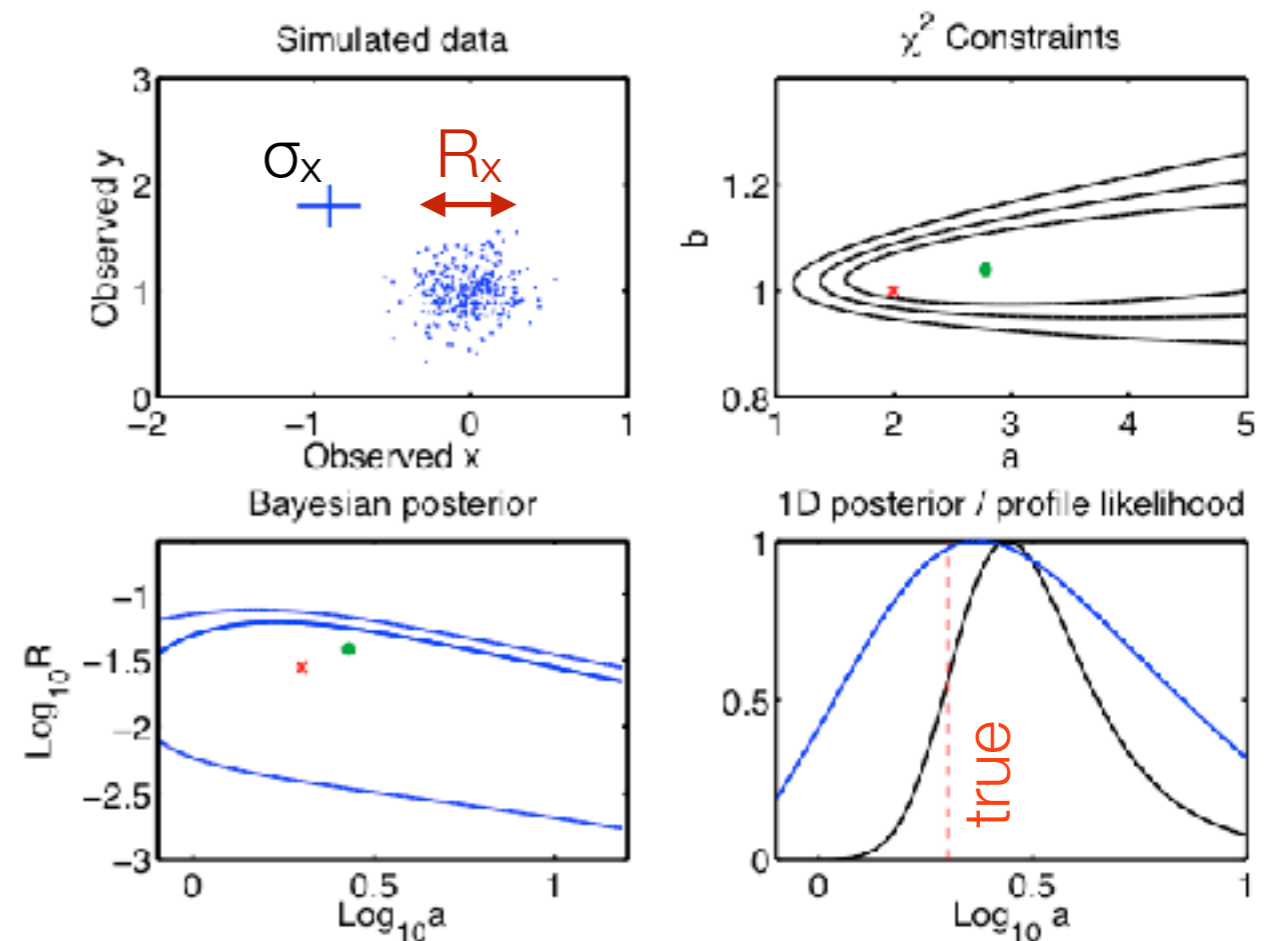 Simulated data
3
2
1
0
Observed y
σx
Rx
−2
−1
0
1
Observed x
χ2 Constraints
1.2
1
0.8
b
1
2
3
4
5
a
Bayesian posterior
−1
−1.5
−2
−2.5
−3
Log10R
0
0.5
1
Log10a
1D posterior / profile likelihood
1
0.5
0
true
0
0.5
1
Log10 a